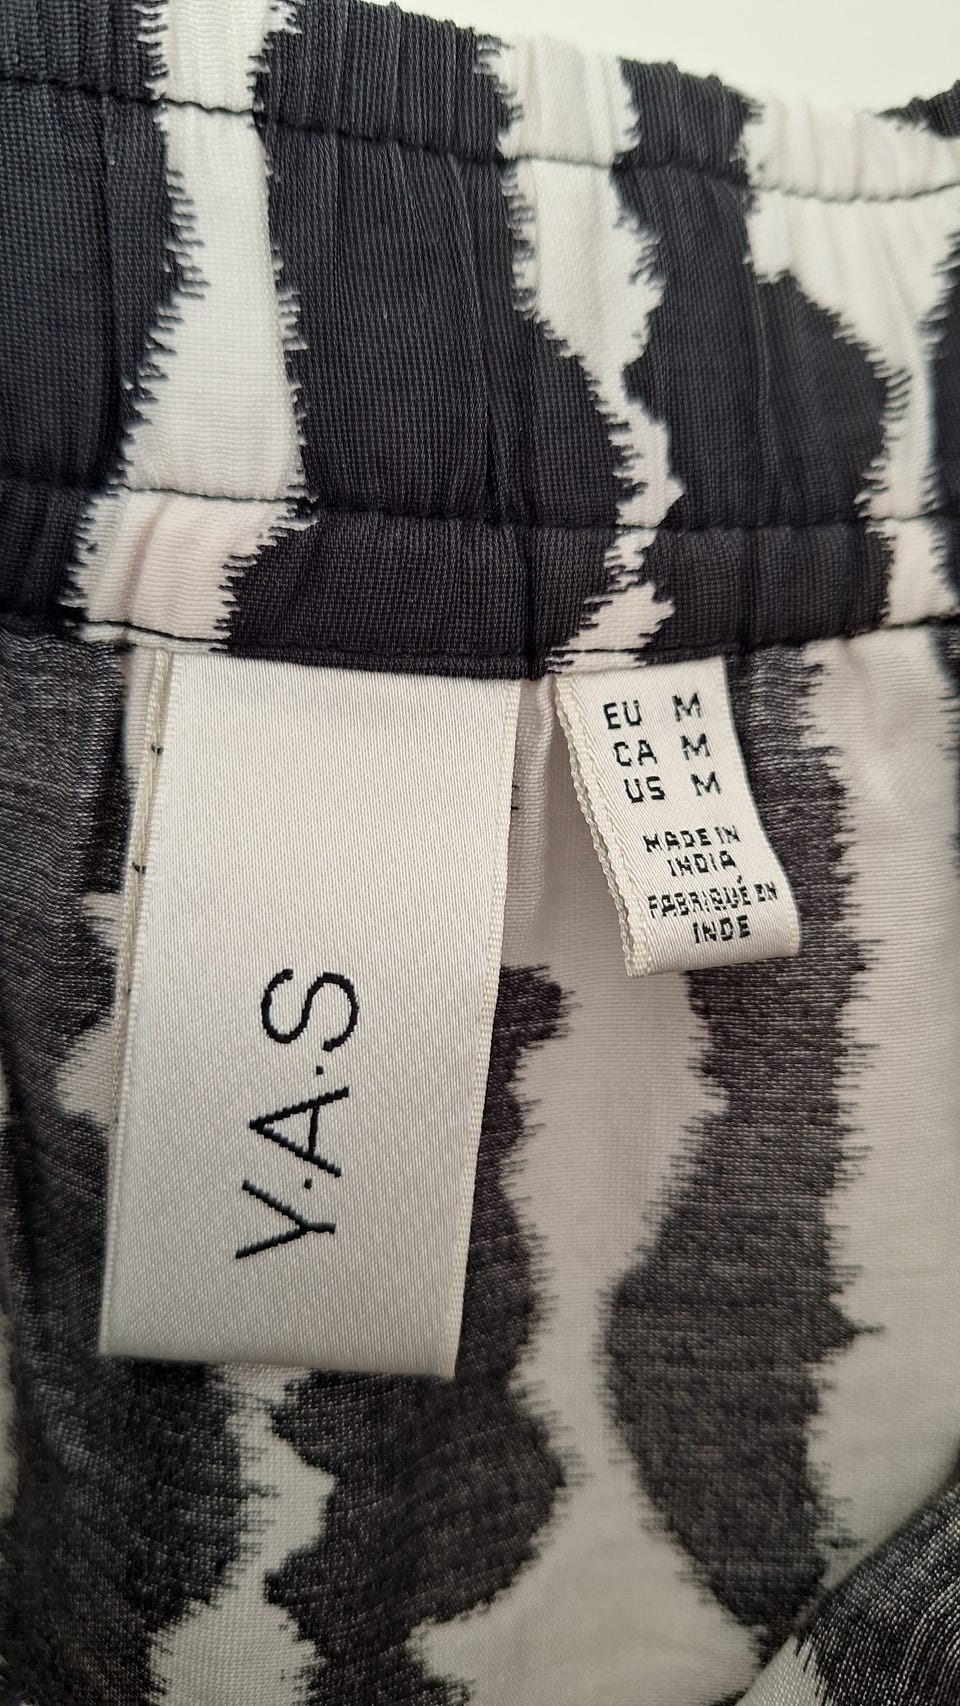 Y.A.S
EU M
CA M
US M
MADE IN
INDIA
FABRIQUÉ EN
INDE